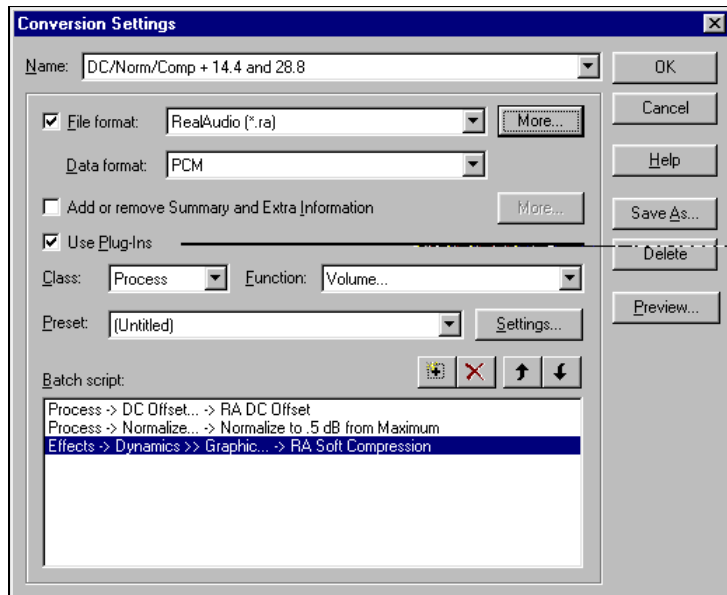 Conversion Settings
Name: DC/Norm/Comp + 14.4 and 28.8
OK
File format: RealAudio (*.ra) More...
Cancel
Data format: PCM
Help
Add or remove Summary and Extra Information More...
Save As...
Use Plug-Ins
Delete
Class: Process Function: Volume...
Preview...
Preset: (Untitled) Settings...
Batch script:
Process -> DC Offset... -> RA DC Offset
Process -> Normalize... -> Normalize to .5 dB from Maximum
Effects -> Dynamics >> Graphic... -> RA Soft Compression